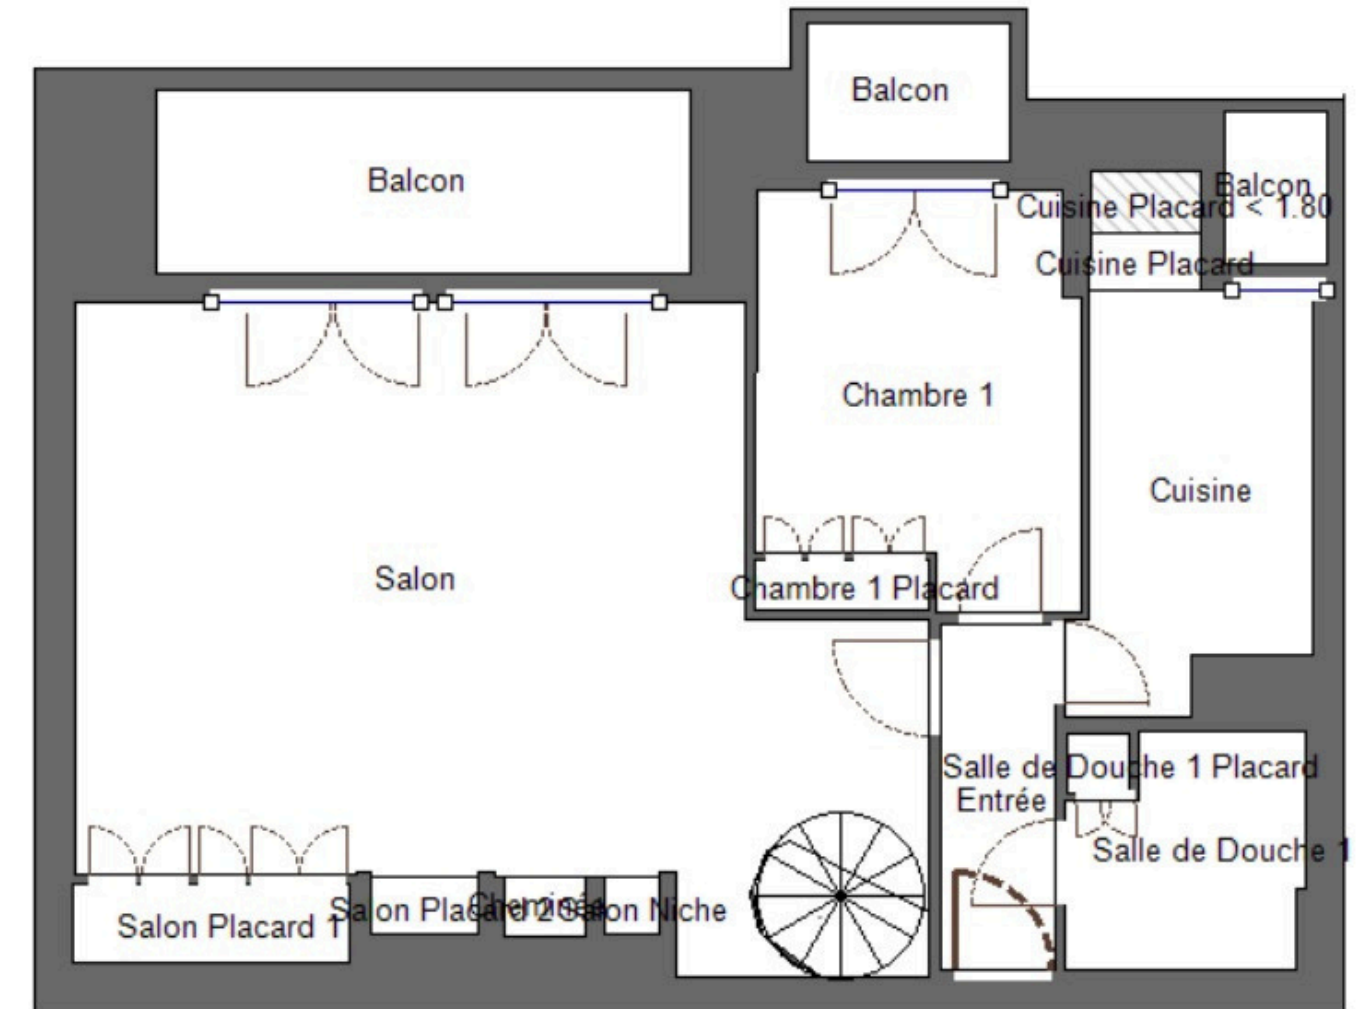 Balcon
Balcon
Balcon
Cuisine Placard < 1.80
Cuisine Placard
Chambre 1
Cuisine
Salon
Chambre 1 Placard
Salle de Douche 1 Placard
Entrée
Salle de Douche 1
Salon Placard 1
Salon Placard 2
Cheminée
Salon Niche